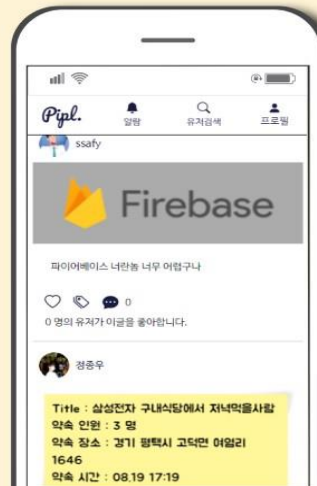 Pipl.
알람 유저검색 프로필
ssafy
Firebase
파이어베이스 너란놈 너무 어렵구나
0
0 명의 유저가 이글을 좋아합니다.
정종우
Title : 삼성전자 구내식당에서 저녁먹을사람
약속 인원 : 3 명
약속 장소 : 경기 평택시 고덕면 여염리
1646
약속 시간 : 08.19 17:19